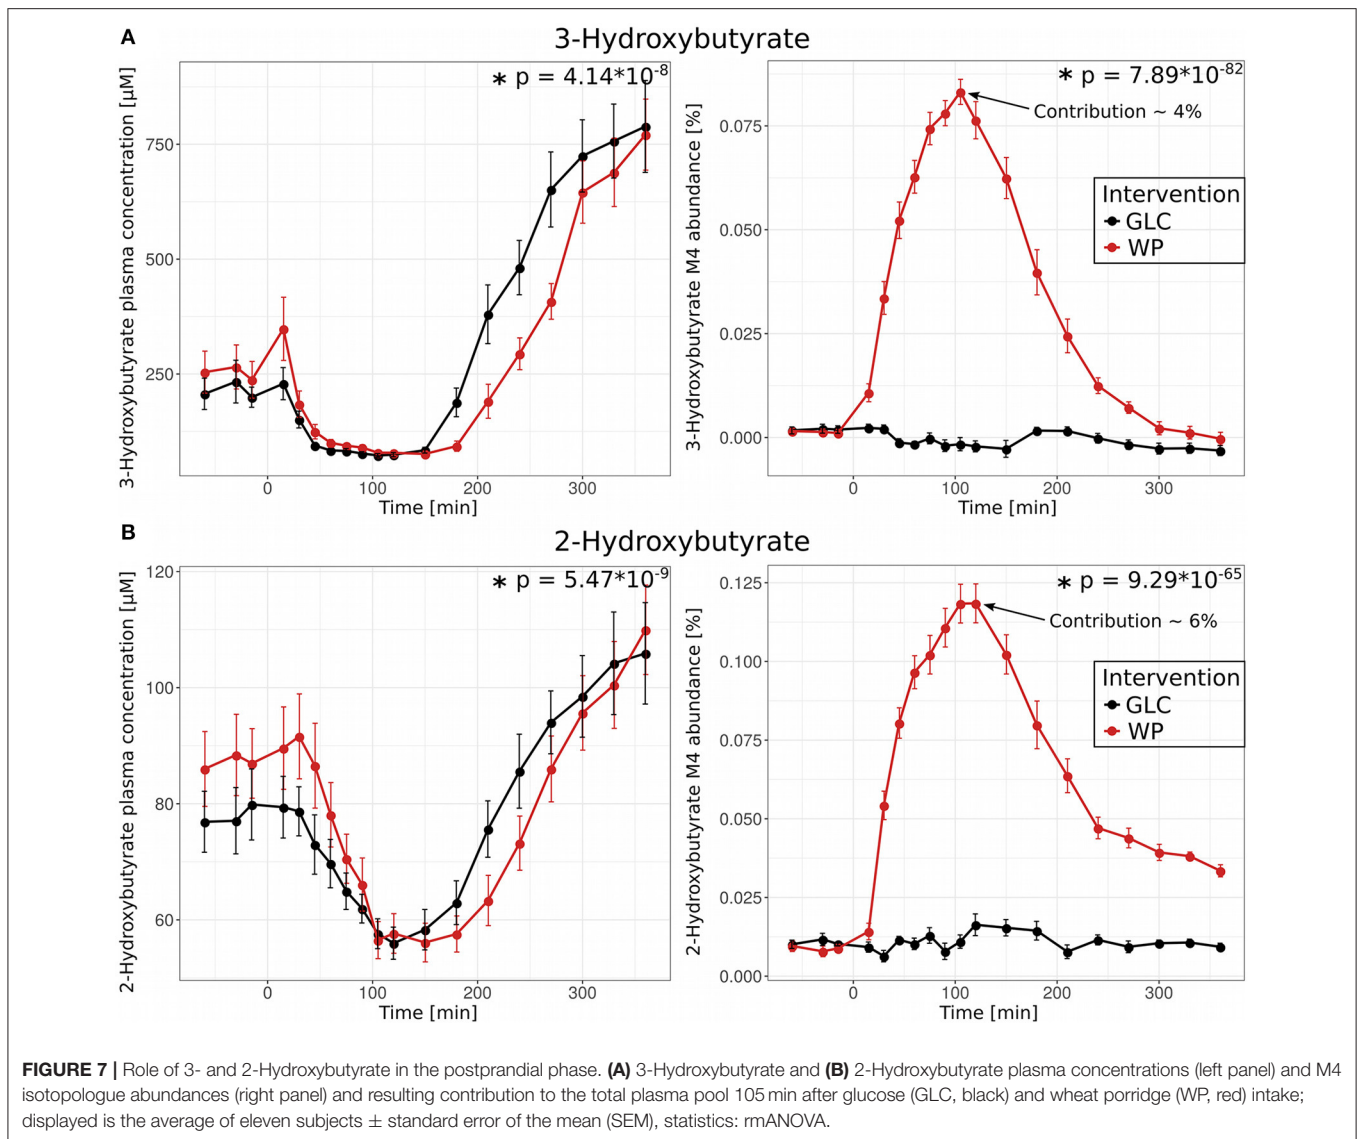 A
3-Hydroxybutyrate
3-Hydroxybutyrate plasma concentration [µM]
* p = 4.14*10-8
750
500
250
0 100 200 300
Time [min]
3-Hydroxybutyrate M4 abundance [%]
* p = 7.89*10-82
Contribution ~ 4%
0.075
0.050
0.025
0.000
Intervention
GLC
WP
0 100 200 300
Time [min]
B
2-Hydroxybutyrate
2-Hydroxybutyrate plasma concentration [µM]
* p = 5.47*10-9
120
100
80
60
0 100 200 300
Time [min]
2-Hydroxybutyrate M4 abundance [%]
* p = 9.29*10-65
Contribution ~ 6%
0.125
0.100
0.075
0.050
0.025
0.000
Intervention
GLC
WP
0 100 200 300
Time [min]
FIGURE 7 | Role of 3- and 2-Hydroxybutyrate in the postprandial phase. (A) 3-Hydroxybutyrate and (B) 2-Hydroxybutyrate plasma concentrations (left panel) and M4
isotopologue abundances (right panel) and resulting contribution to the total plasma pool 105 min after glucose (GLC, black) and wheat porridge (WP, red) intake;
displayed is the average of eleven subjects ± standard error of the mean (SEM), statistics: rmANOVA.